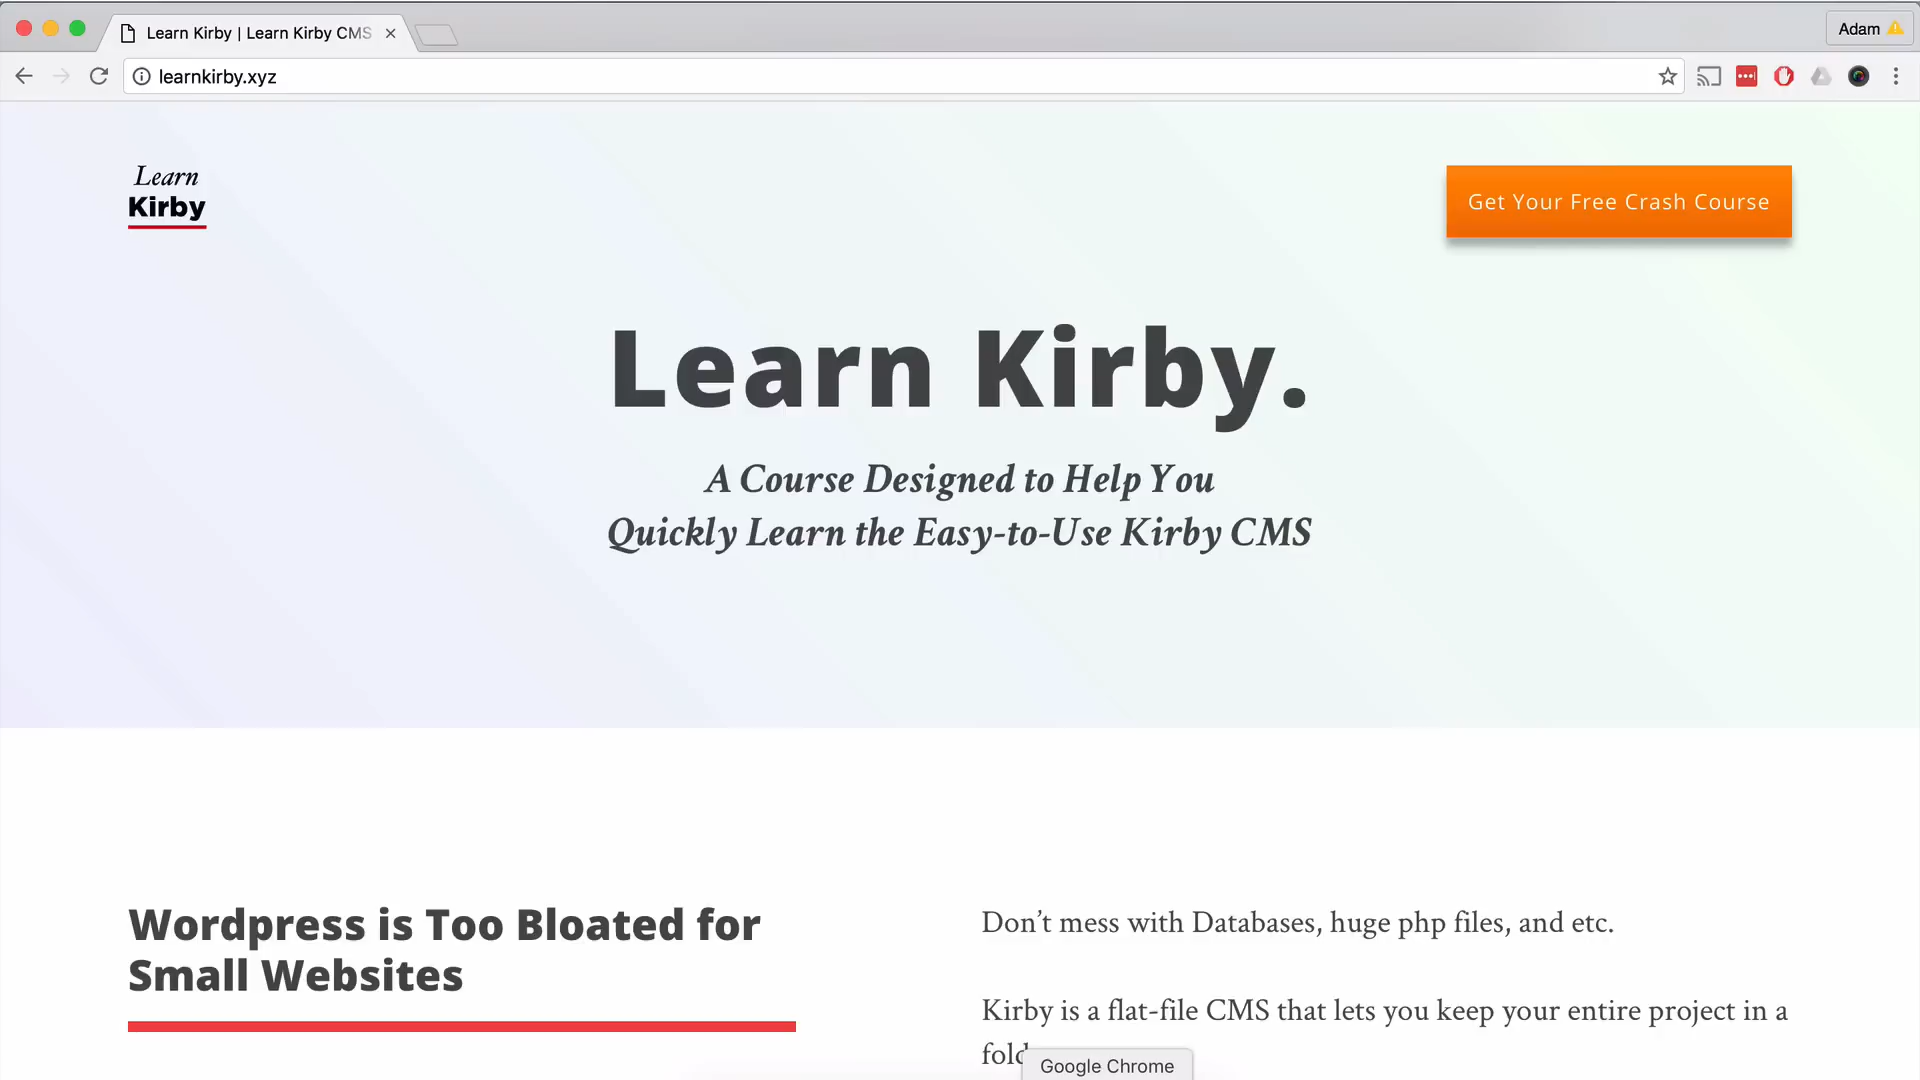 Learn Kirby | Learn Kirby CMS
Adam
learnkirby.xyz
Learn
Kirby
Get Your Free Crash Course
Learn Kirby.
A Course Designed to Help You
Quickly Learn the Easy-to-Use Kirby CMS
Wordpress is Too Bloated for
Small Websites
Don’t mess with Databases, huge php files, and etc.
Kirby is a flat-file CMS that lets you keep your entire project in a
Google Chrome